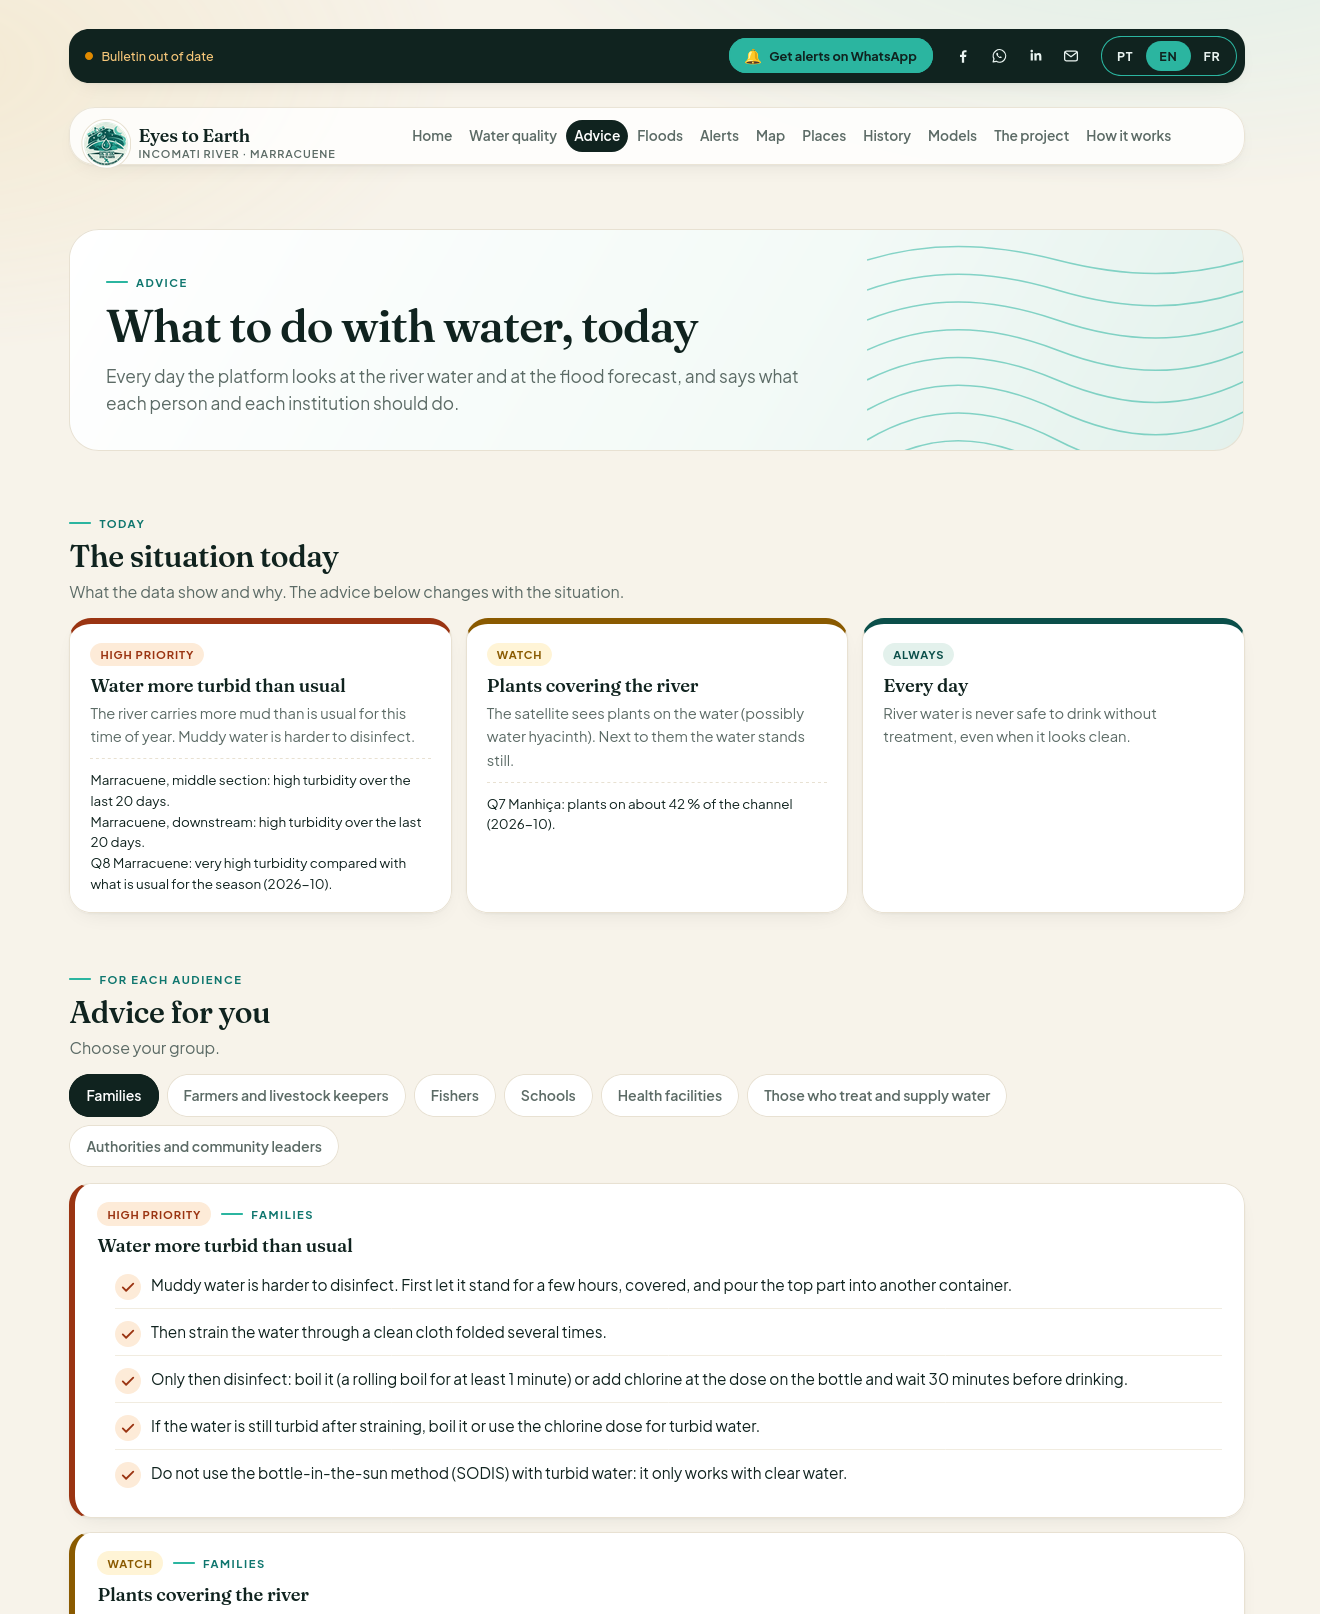 Bulletin out of date
Get alerts on WhatsApp
PT EN FR
Eyes to Earth
INCOMATI RIVER · MARRACUENE
Home Water quality Advice Floods Alerts Map Places History Models The project How it works
ADVICE
What to do with water, today
Every day the platform looks at the river water and at the flood forecast, and says what
each person and each institution should do.
TODAY
The situation today
What the data show and why. The advice below changes with the situation.
HIGH PRIORITY
Water more turbid than usual
The river carries more mud than is usual for this
time of year. Muddy water is harder to disinfect.
Marracuene, middle section: high turbidity over the
last 20 days.
Marracuene, downstream: high turbidity over the last
20 days.
Q8 Marracuene: very high turbidity compared with
what is usual for the season (2026–10).
WATCH
Plants covering the river
The satellite sees plants on the water (possibly
water hyacinth). Next to them the water stands
still.
Q7 Manhiça: plants on about 42 % of the channel
(2026–10).
ALWAYS
Every day
River water is never safe to drink without
treatment, even when it looks clean.
FOR EACH AUDIENCE
Advice for you
Choose your group.
Families Farmers and livestock keepers Fishers Schools Health facilities Those who treat and supply water
Authorities and community leaders
HIGH PRIORITY FAMILIES
Water more turbid than usual
Muddy water is harder to disinfect. First let it stand for a few hours, covered, and pour the top part into another container.
Then strain the water through a clean cloth folded several times.
Only then disinfect: boil it (a rolling boil for at least 1 minute) or add chlorine at the dose on the bottle and wait 30 minutes before drinking.
If the water is still turbid after straining, boil it or use the chlorine dose for turbid water.
Do not use the bottle-in-the-sun method (SODIS) with turbid water: it only works with clear water.
WATCH FAMILIES
Plants covering the river